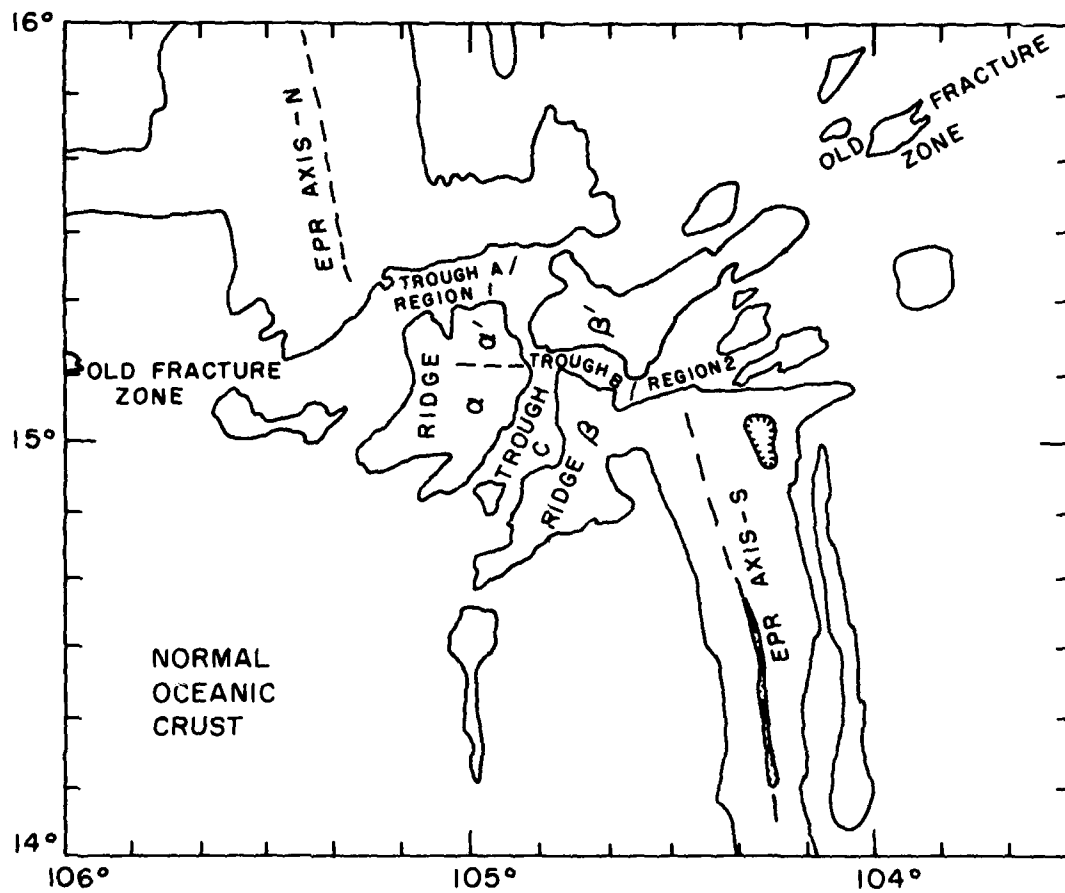 16°
EPR AXIS-N
FRACTURE
OLD
ZONE
TROUGH A/
REGION 1
α'
β'
RIDGE
TROUGH B/
REGION 2
OLD FRACTURE
ZONE
α
TROUGH
C
RIDGE β
15°
EPR AXIS-S
NORMAL
OCEANIC
CRUST
14°
106°
105°
104°